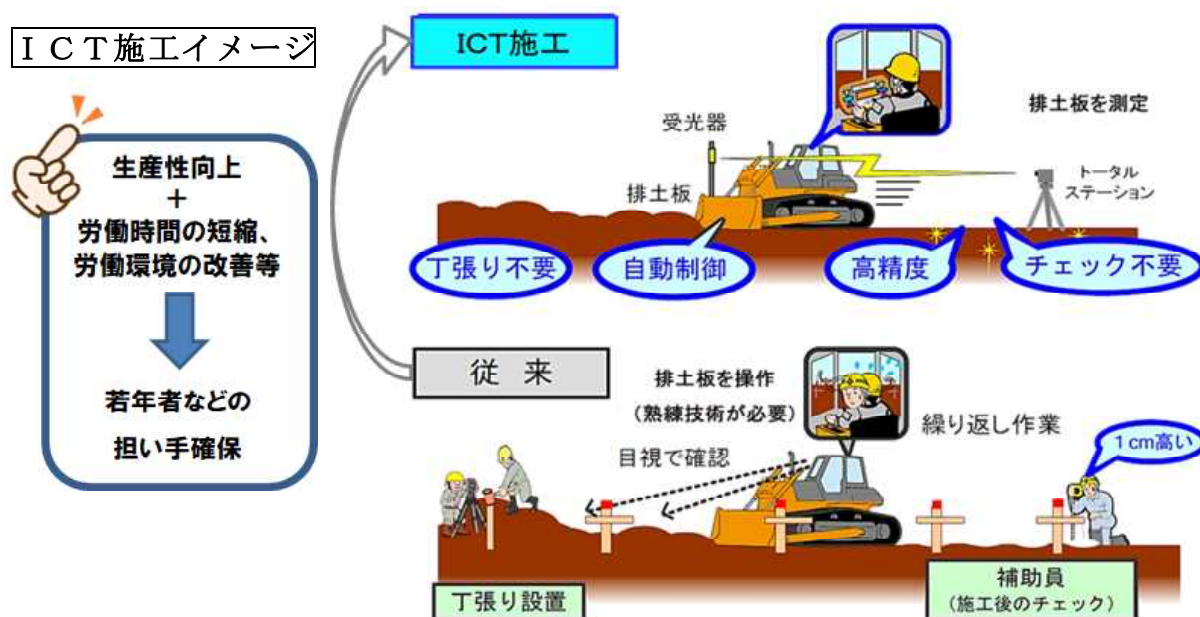 ＩＣＴ施工イメージ
生産性向上
＋
労働時間の短縮、
労働環境の改善等
若年者などの
担い手確保
ICT施工
排土板を測定
受光器
トータル
ステーション
排土板
丁張り不要
自動制御
高精度
チェック不要
従 来
排土板を操作
（熟練技術が必要）
繰り返し作業
1cm高い
目視で確認
丁張り設置
補助員
（施工後のチェック）